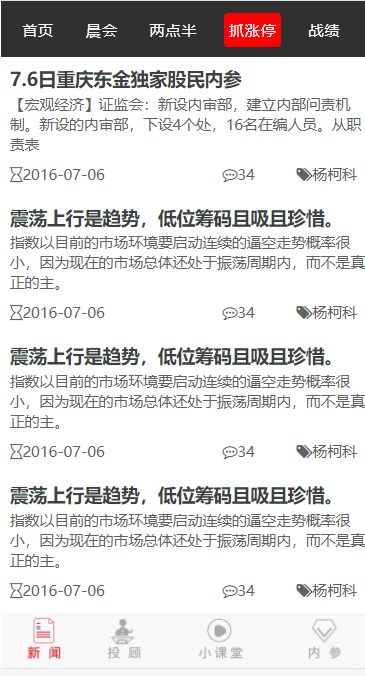 首页 晨会 两点半 抓涨停 战绩
7.6日重庆东金独家股民内参
【宏观经济】证监会：新设内审部，建立内部问责机
制。新设的内审部，下设4个处，16名在编人员。从职
责表
2016-07-06 34 杨柯科
震荡上行是趋势，低位筹码且吸且珍惜。
指数以目前的市场环境要启动连续的逼空走势概率很
小，因为现在的市场总体还处于振荡周期内，而不是真
正的主。
2016-07-06 34 杨柯科
震荡上行是趋势，低位筹码且吸且珍惜。
指数以目前的市场环境要启动连续的逼空走势概率很
小，因为现在的市场总体还处于振荡周期内，而不是真
正的主。
2016-07-06 34 杨柯科
震荡上行是趋势，低位筹码且吸且珍惜。
指数以目前的市场环境要启动连续的逼空走势概率很
小，因为现在的市场总体还处于振荡周期内，而不是真
正的主。
2016-07-06 34 杨柯科
新闻 投顾 小课堂 内参